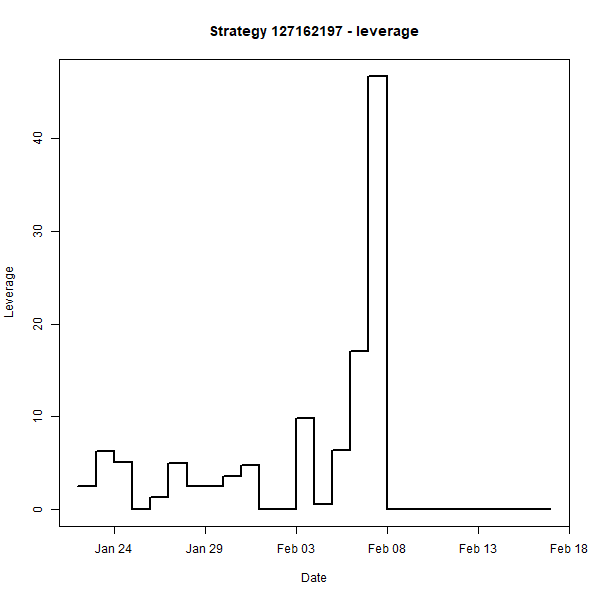 Strategy 127162197 - leverage
Leverage
40
30
20
10
0
Jan 24 Jan 29 Feb 03 Feb 08 Feb 13 Feb 18
Date